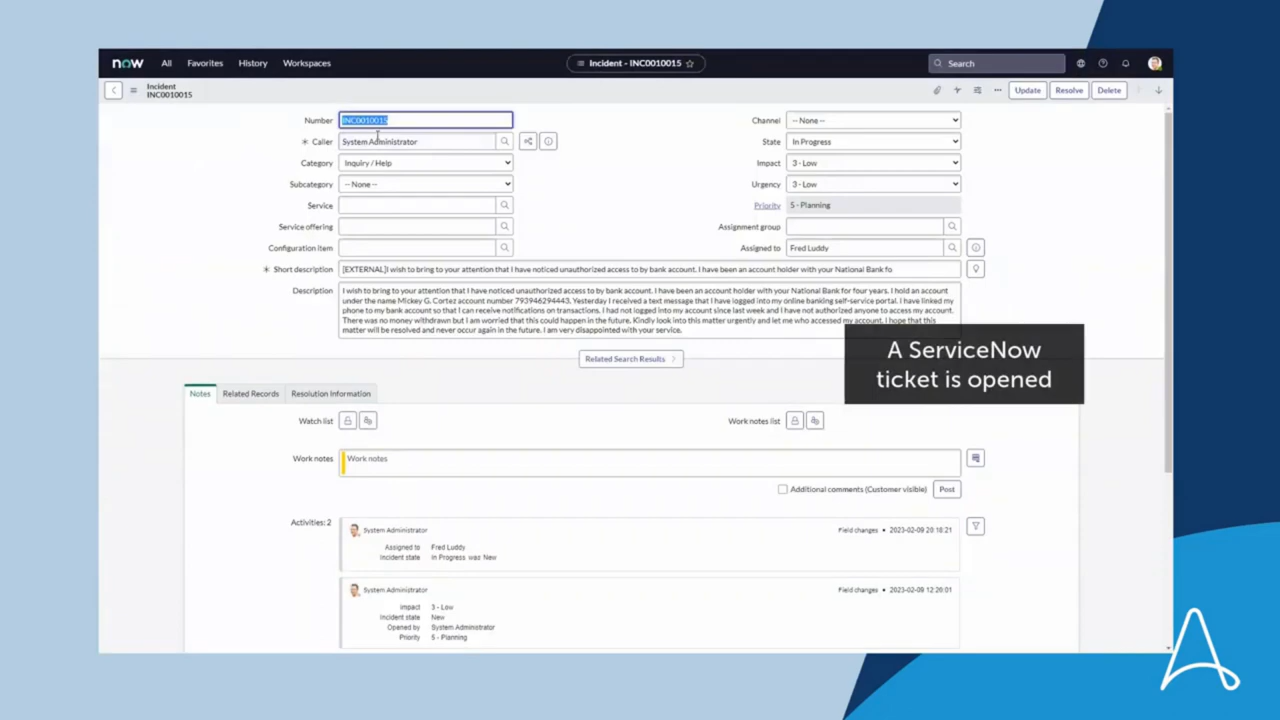 now All Favorites History Workspaces Incident - INC0010015 Search
Incident
INC0010015
Update Resolve Delete
Number INC0010015 Channel -- None --
Caller System Administrator State In Progress
Category Inquiry / Help Impact 3 - Low
Subcategory -- None -- Urgency 3 - Low
Service Priority 5 - Planning
Service offering Assignment group
Configuration item Assigned to Fred Luddy
Short description [EXTERNAL]I wish to bring to your attention that I have noticed unauthorized access to by bank account. I have been an account holder with your National Bank fo
Description I wish to bring to your attention that I have noticed unauthorized access to by bank account. I have been an account holder with your National Bank for four years. I hold an account
under the name Mickey G. Cortez account number 793946294443. Yesterday I received a text message that I have logged into my online banking self-service portal. I have linked my
phone to my bank account so that I can receive notifications on transactions. I had not logged into my account since last week and I have not authorized anyone to access my account.
There was no money withdrawn but I am worried that this could happen in the future. Kindly look into this matter urgently and let me who accessed my account. I hope that this
matter will be resolved and never occur again in the future. I am very disappointed with your service.
A ServiceNow
ticket is opened
Related Search Results
Notes Related Records Resolution Information
Watch list Work notes list
Work notes Work notes
Additional comments (Customer visible) Post
Activities: 2 System Administrator Field changes • 2023-02-09 20:18:21
Assigned to Fred Luddy
Incident state In Progress was New
System Administrator Field changes • 2023-02-09 12:20:01
Impact 3 - Low
Incident state New
Opened by System Administrator
Priority 5 - Planning